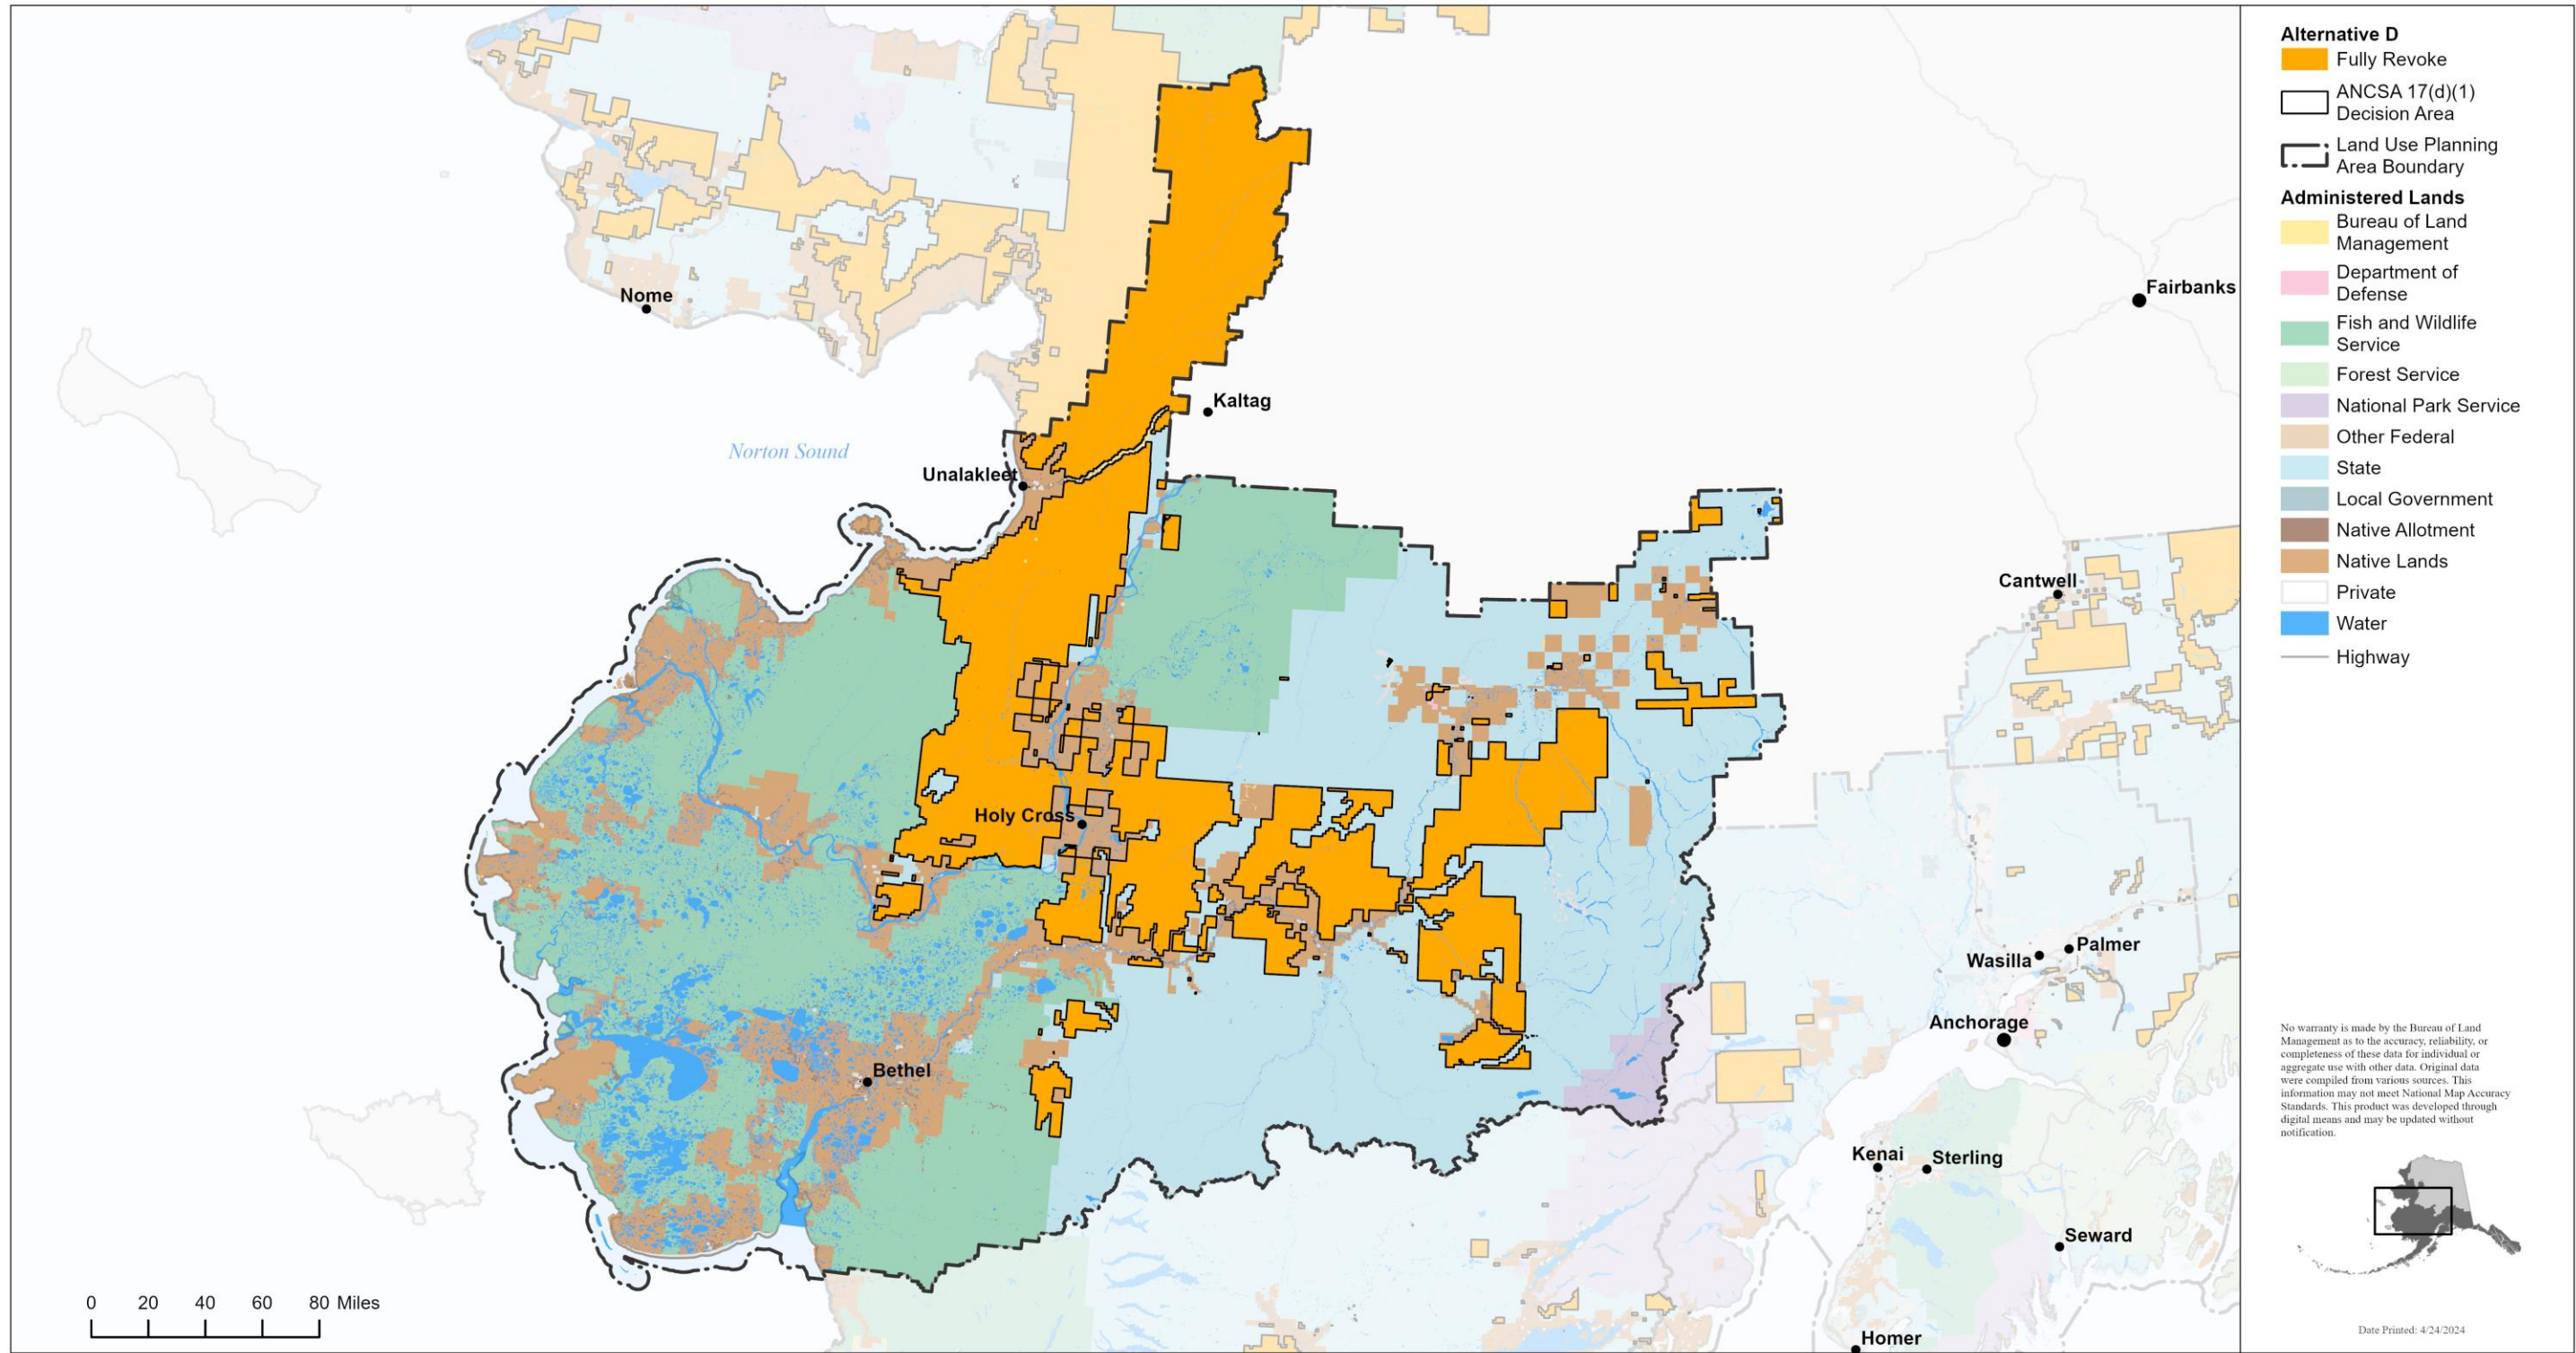 Nome
Fairbanks
Kaltag
Norton Sound
Unalakleet
Cantwell
Holy Cross
Wasilla
Palmer
Anchorage
Bethel
Kenai
Sterling
Seward
Homer
0 20 40 60 80 Miles
Alternative D
Fully Revoke
ANCSA 17(d)(1)
Decision Area
Land Use Planning
Area Boundary
Administered Lands
Bureau of Land
Management
Department of
Defense
Fish and Wildlife
Service
Forest Service
National Park Service
Other Federal
State
Local Government
Native Allotment
Native Lands
Private
Water
Highway
No warranty is made by the Bureau of Land
Management as to the accuracy, reliability, or
completeness of these data for individual or
aggregate use with other data. Original data
were compiled from various sources. This
information may not meet National Map Accuracy
Standards. This product was developed through
digital means and may be updated without
notification.
Date Printed: 4/24/2024